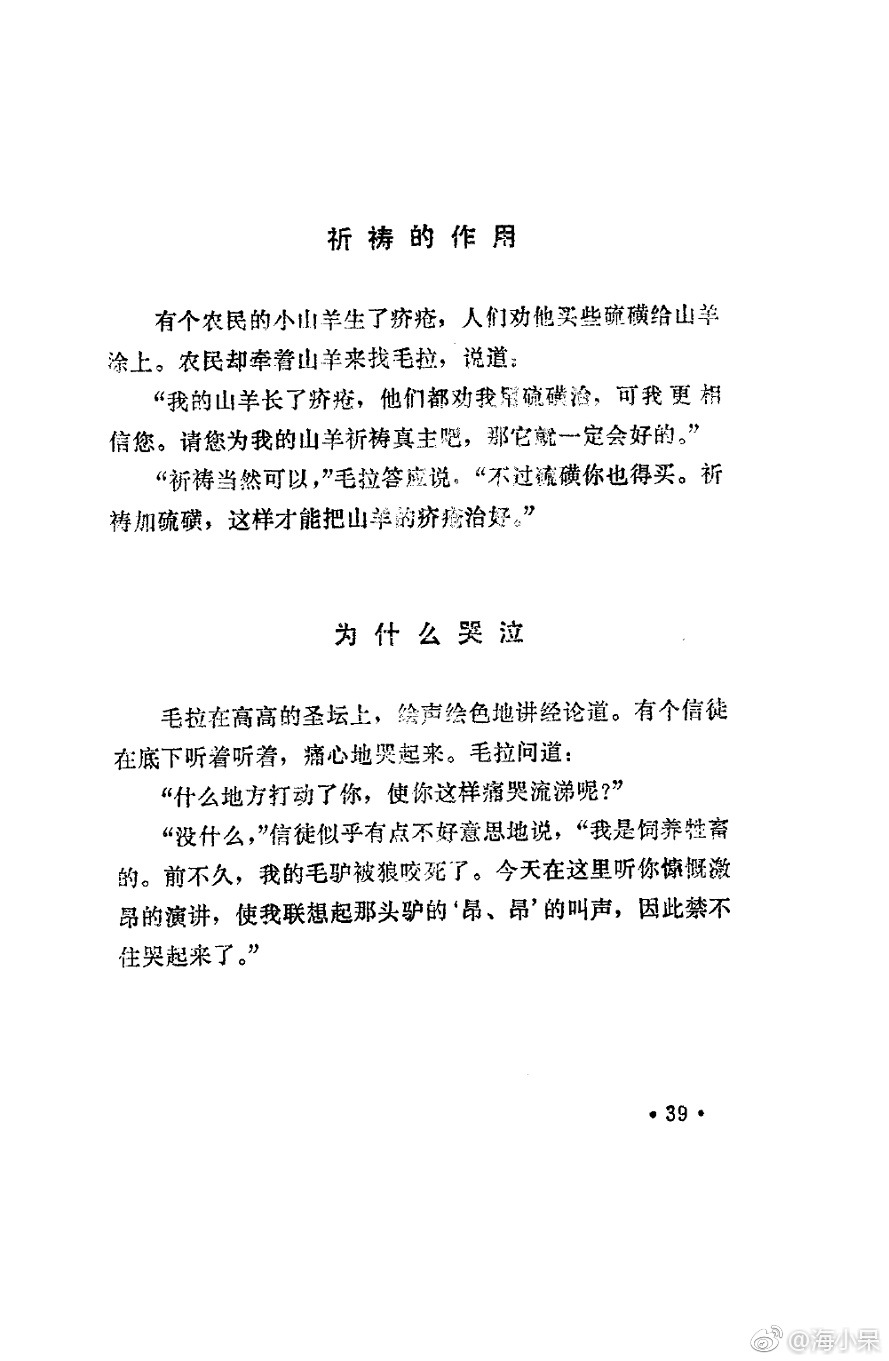 祈祷的作用
有个农民的小山羊生了疥疮，人们劝他买些硫磺给山羊
涂上。农民却牵着山羊来找毛拉，说道：
“我的山羊长了疥疮，他们都劝我用硫磺治，可我更相
信您。请您为我的山羊祈祷真主吧，那它就一定会好的。”
“祈祷当然可以，”毛拉答应说。“不过硫磺你也得买。祈
祷加硫磺，这样才能把山羊的疥疮治好。”
为什么哭泣
毛拉在高高的圣坛上，绘声绘色地讲经论道。有个信徒
在底下听着听着，痛心地哭起来。毛拉问道：
“什么地方打动了你，使你这样痛哭流涕呢？”
“没什么，”信徒似乎有点不好意思地说，“我是饲养牲畜
的。前不久，我的毛驴被狼咬死了。今天在这里听你慷慨激
昂的演讲，使我联想起那头驴的‘昂、昂’的叫声，因此禁不
住哭起来了。”
•39•
@海小呆